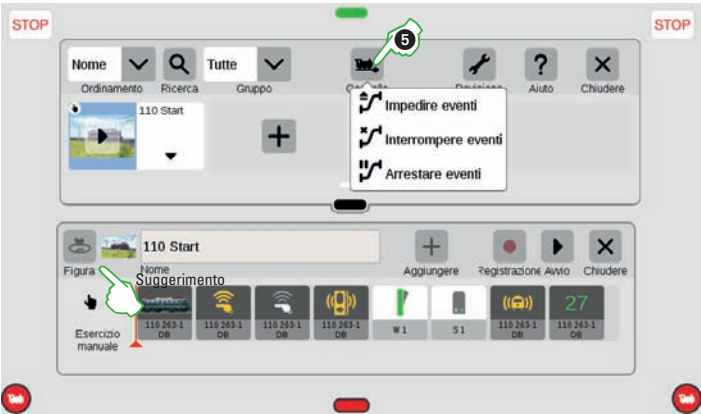 STOP
STOP
5
Nome
Tutte
Ordinamento
Ricerca
Gruppo
Aiuto
Chiudere
110 Start
Impedire eventi
Interrompere eventi
Arrestare eventi
110 Start
Figura
Nome
Aggiungere
Registrazione
Avvio
Chiudere
Suggerimento
27
Esercizio
manuale
110 263-1
DB
110 263-1
DB
110 263-1
DB
110 263-1
DB
W 1
S 1
110 263-1
DB
110 263-1
DB